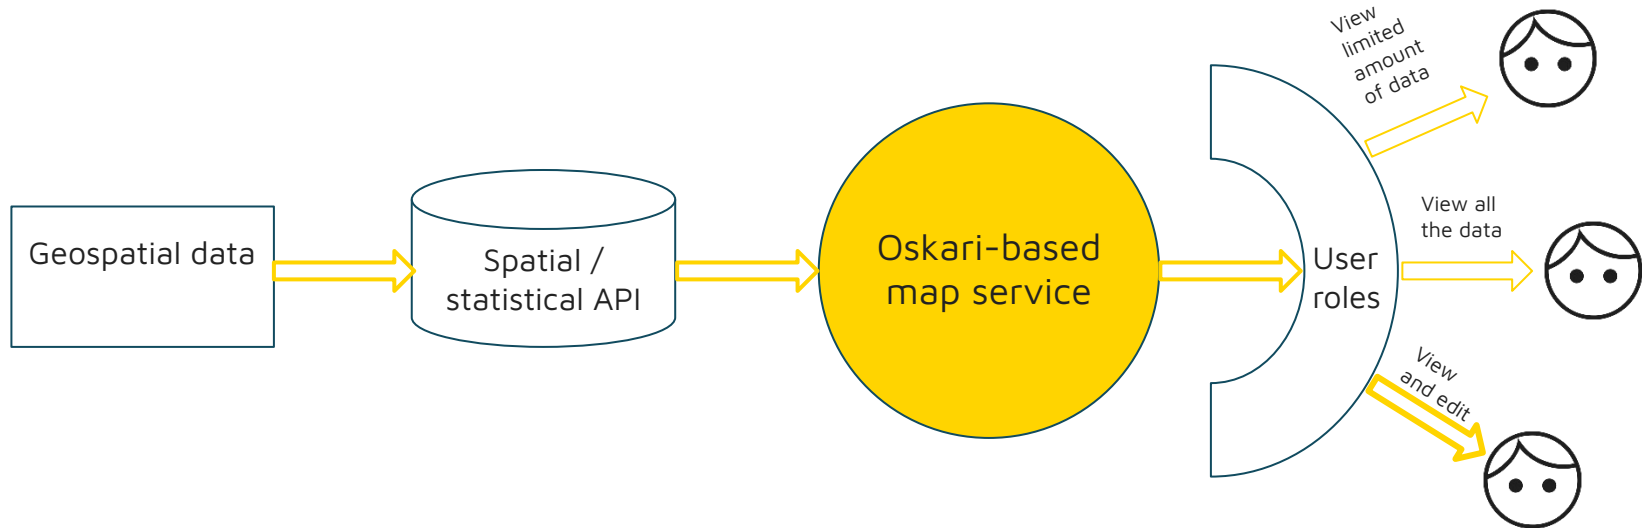 Geospatial data
Spatial /
statistical API
Oskari-based
map service
User
roles
View
limited
amount
of data
View all
the data
View
and edit